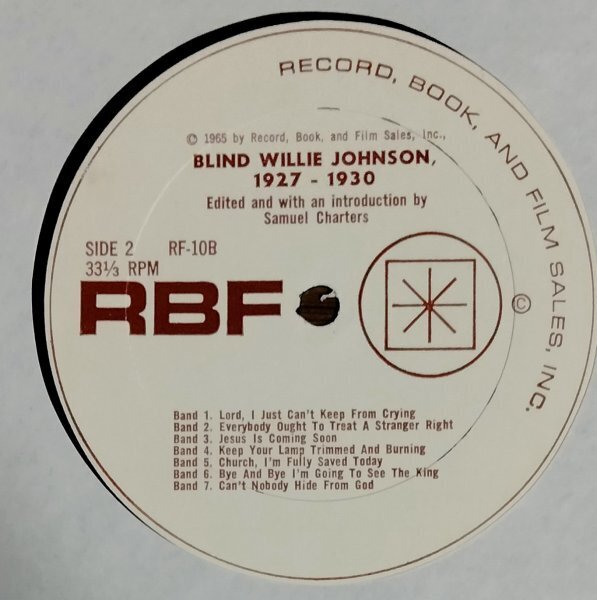 RECORD, BOOK, AND FILM SALES, INC.
© 1965 by Record, Book, and Film Sales, Inc.,
BLIND WILLIE JOHNSON,
1927 - 1930
Edited and with an introduction by
Samuel Charters
SIDE 2 RF-10B
33⅓ RPM
RBF
©
Band 1. Lord, I Just Can't Keep From Crying
Band 2. Everybody Ought To Treat A Stranger Right
Band 3. Jesus Is Coming Soon
Band 4. Keep Your Lamp Trimmed And Burning
Band 5. Church, I'm Fully Saved Today
Band 6. Bye And Bye I'm Going To See The King
Band 7. Can't Nobody Hide From God